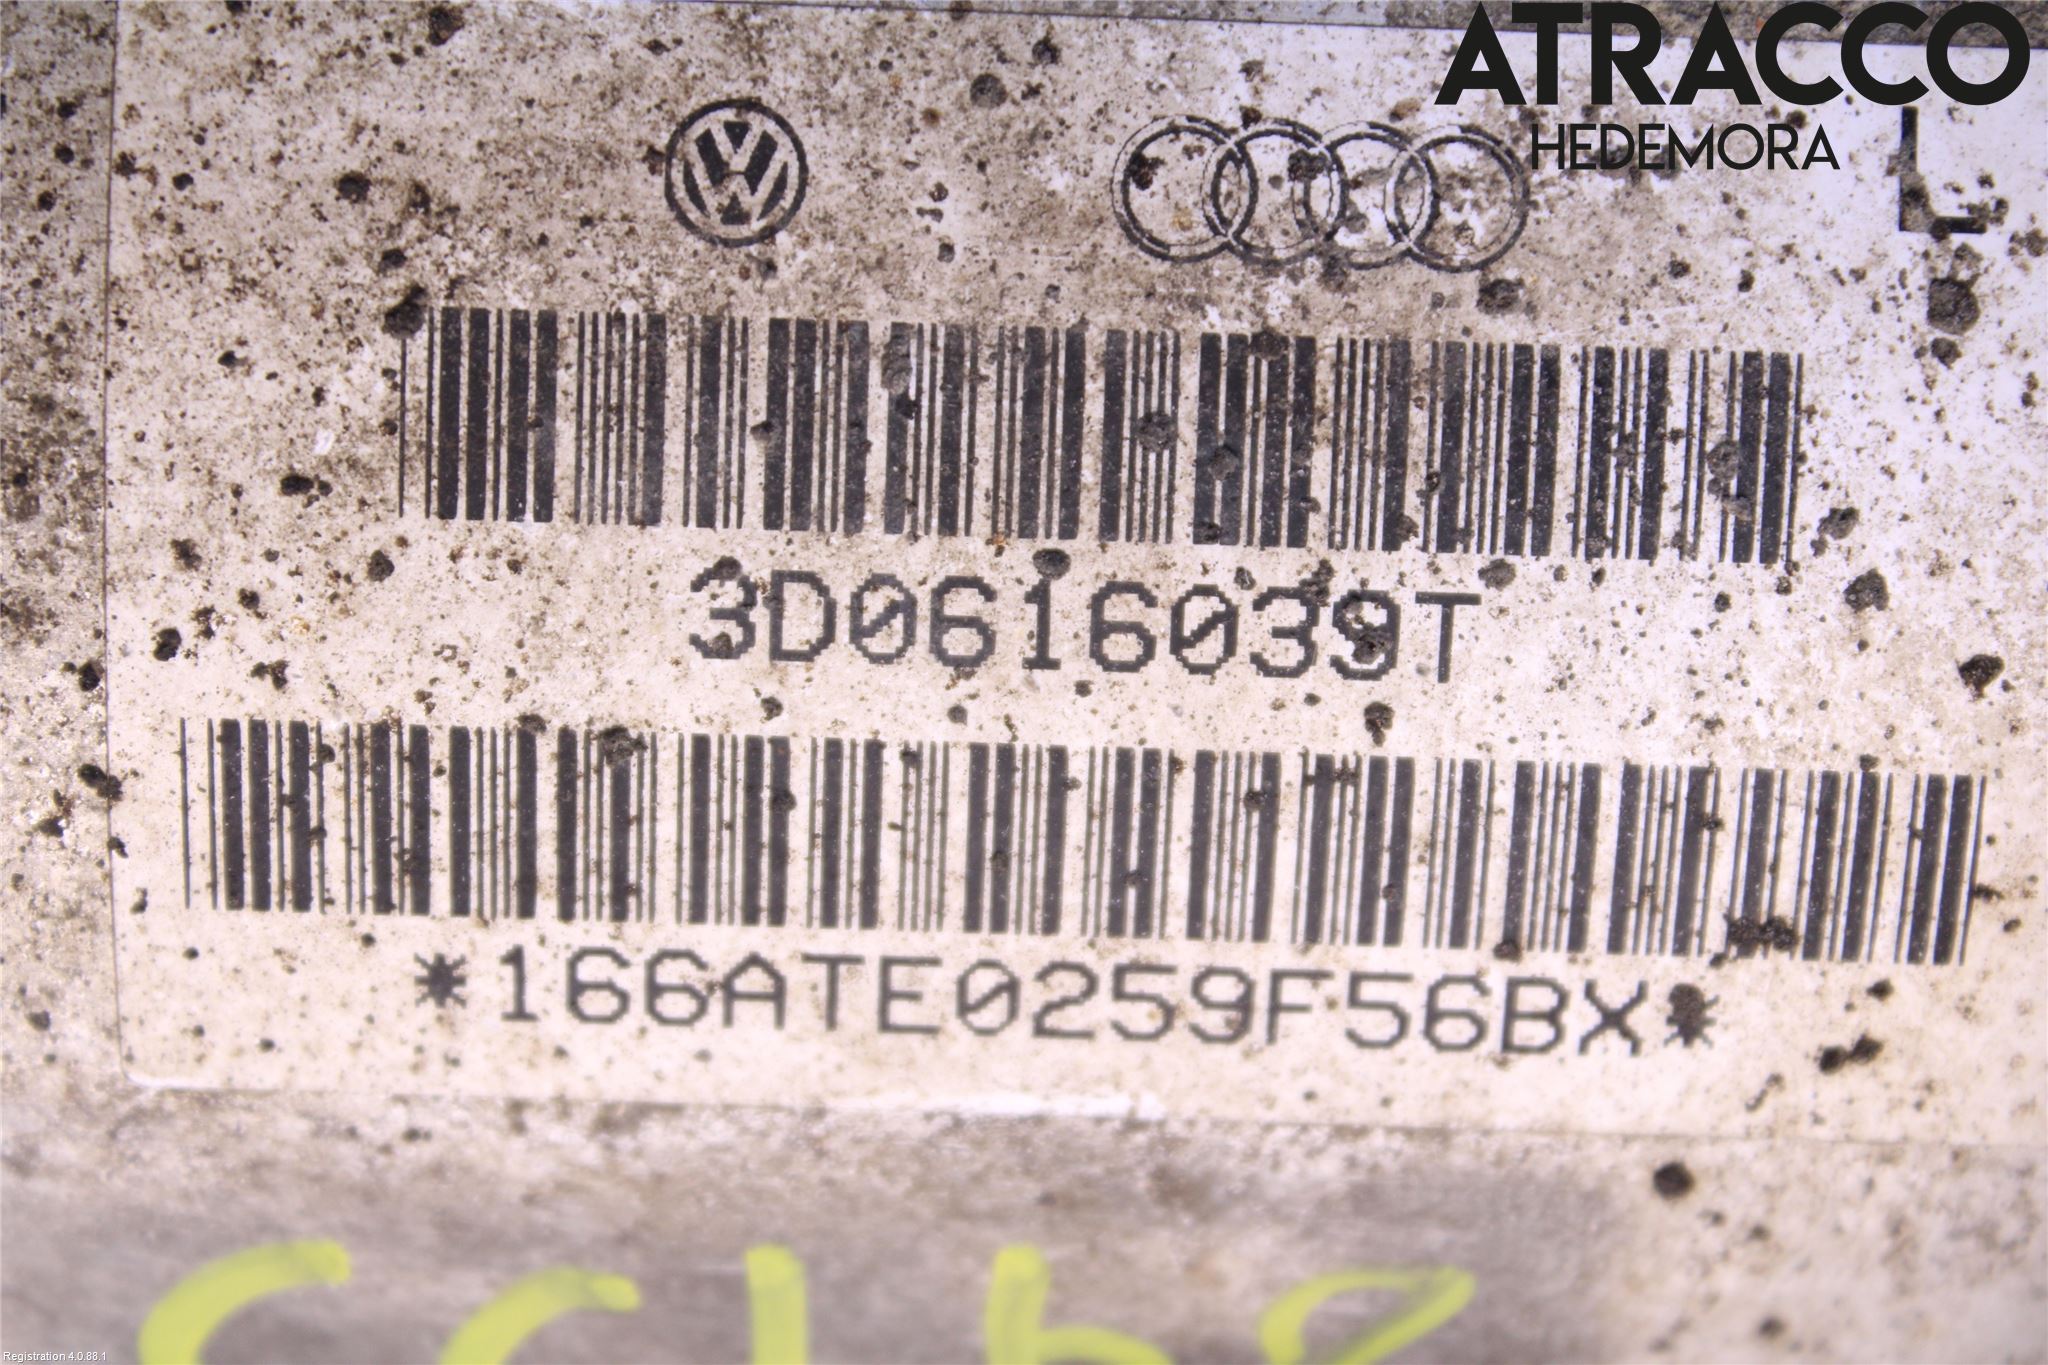 ATRACCO
HEDEMORA
L
3D0616039T
*166ATE0259F56BX*
Registration 4.0.88.1